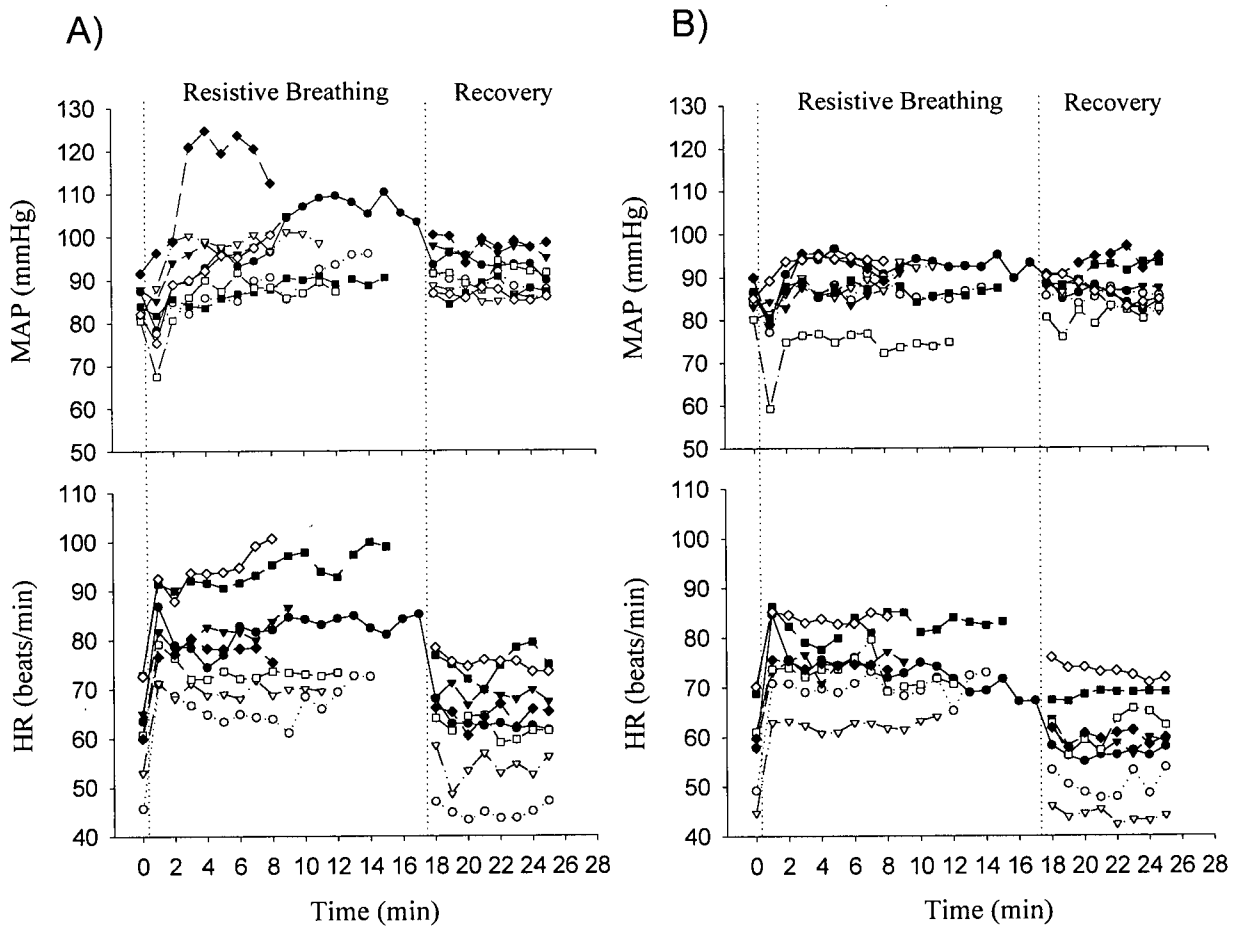 A)
B)
Resistive Breathing Recovery
Resistive Breathing Recovery
130
120
110
100
90
80
70
60
50
MAP (mmHg)
0 2 4 6 8 10 12 14 16 18 20 22 24 26 28
130
120
110
100
90
80
70
60
50
MAP (mmHg)
0 2 4 6 8 10 12 14 16 18 20 22 24 26 28
110
100
90
80
70
60
50
40
HR (beats/min)
Time (min)
110
100
90
80
70
60
50
40
HR (beats/min)
Time (min)